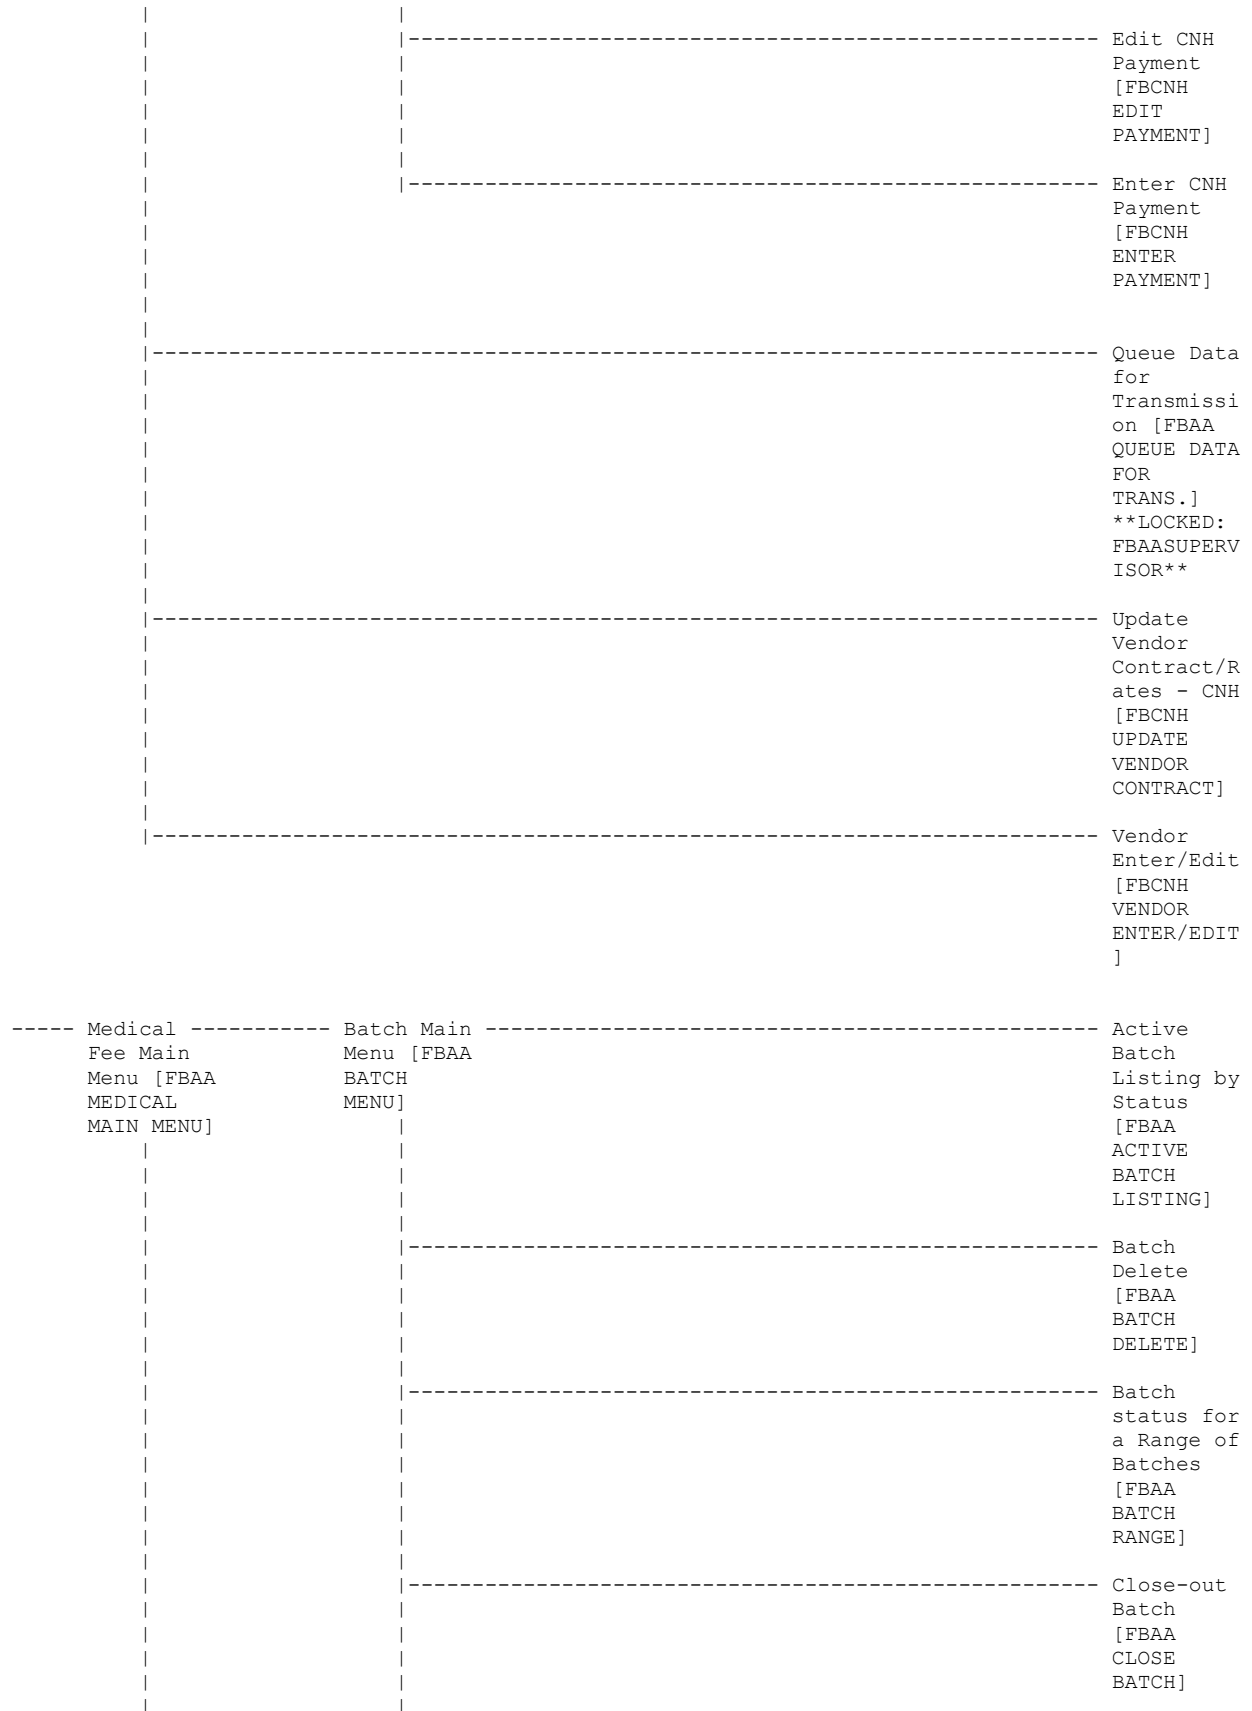 |                   |
|                   |------------------------------------------------------ Edit CNH
|                   |                                                       Payment
|                   |                                                       [FBCNH
|                   |                                                       EDIT
|                   |                                                       PAYMENT]
|                   |
|                   |------------------------------------------------------ Enter CNH
|                                                                           Payment
|                                                                           [FBCNH
|                                                                           ENTER
|                                                                           PAYMENT]
|
|
|-------------------------------------------------------------------------- Queue Data
|                                                                           for
|                                                                           Transmissi
|                                                                           on [FBAA
|                                                                           QUEUE DATA
|                                                                           FOR
|                                                                           TRANS.]
|                                                                           **LOCKED:
|                                                                           FBAASUPERV
|                                                                           ISOR**
|
|-------------------------------------------------------------------------- Update
|                                                                           Vendor
|                                                                           Contract/R
|                                                                           ates - CNH
|                                                                           [FBCNH
|                                                                           UPDATE
|                                                                           VENDOR
|                                                                           CONTRACT]
|
|-------------------------------------------------------------------------- Vendor
                                                                            Enter/Edit
                                                                            [FBCNH
                                                                            VENDOR
                                                                            ENTER/EDIT
                                                                            ]
----- Medical ----------- Batch Main ------------------------------------------------ Active
      Fee Main            Menu [FBAA                                                  Batch
      Menu [FBAA          BATCH                                                       Listing by
      MEDICAL             MENU]                                                       Status
      MAIN MENU]               |                                                      [FBAA
          |                    |                                                      ACTIVE
          |                    |                                                      BATCH
          |                    |                                                      LISTING]
          |                    |
          |                    |------------------------------------------------------ Batch
          |                    |                                                      Delete
          |                    |                                                      [FBAA
          |                    |                                                      BATCH
          |                    |                                                      DELETE]
          |                    |
          |                    |------------------------------------------------------ Batch
          |                    |                                                      status for
          |                    |                                                      a Range of
          |                    |                                                      Batches
          |                    |                                                      [FBAA
          |                    |                                                      BATCH
          |                    |                                                      RANGE]
          |                    |
          |                    |------------------------------------------------------ Close-out
          |                    |                                                      Batch
          |                    |                                                      [FBAA
          |                    |                                                      CLOSE
          |                    |                                                      BATCH]
          |                    |